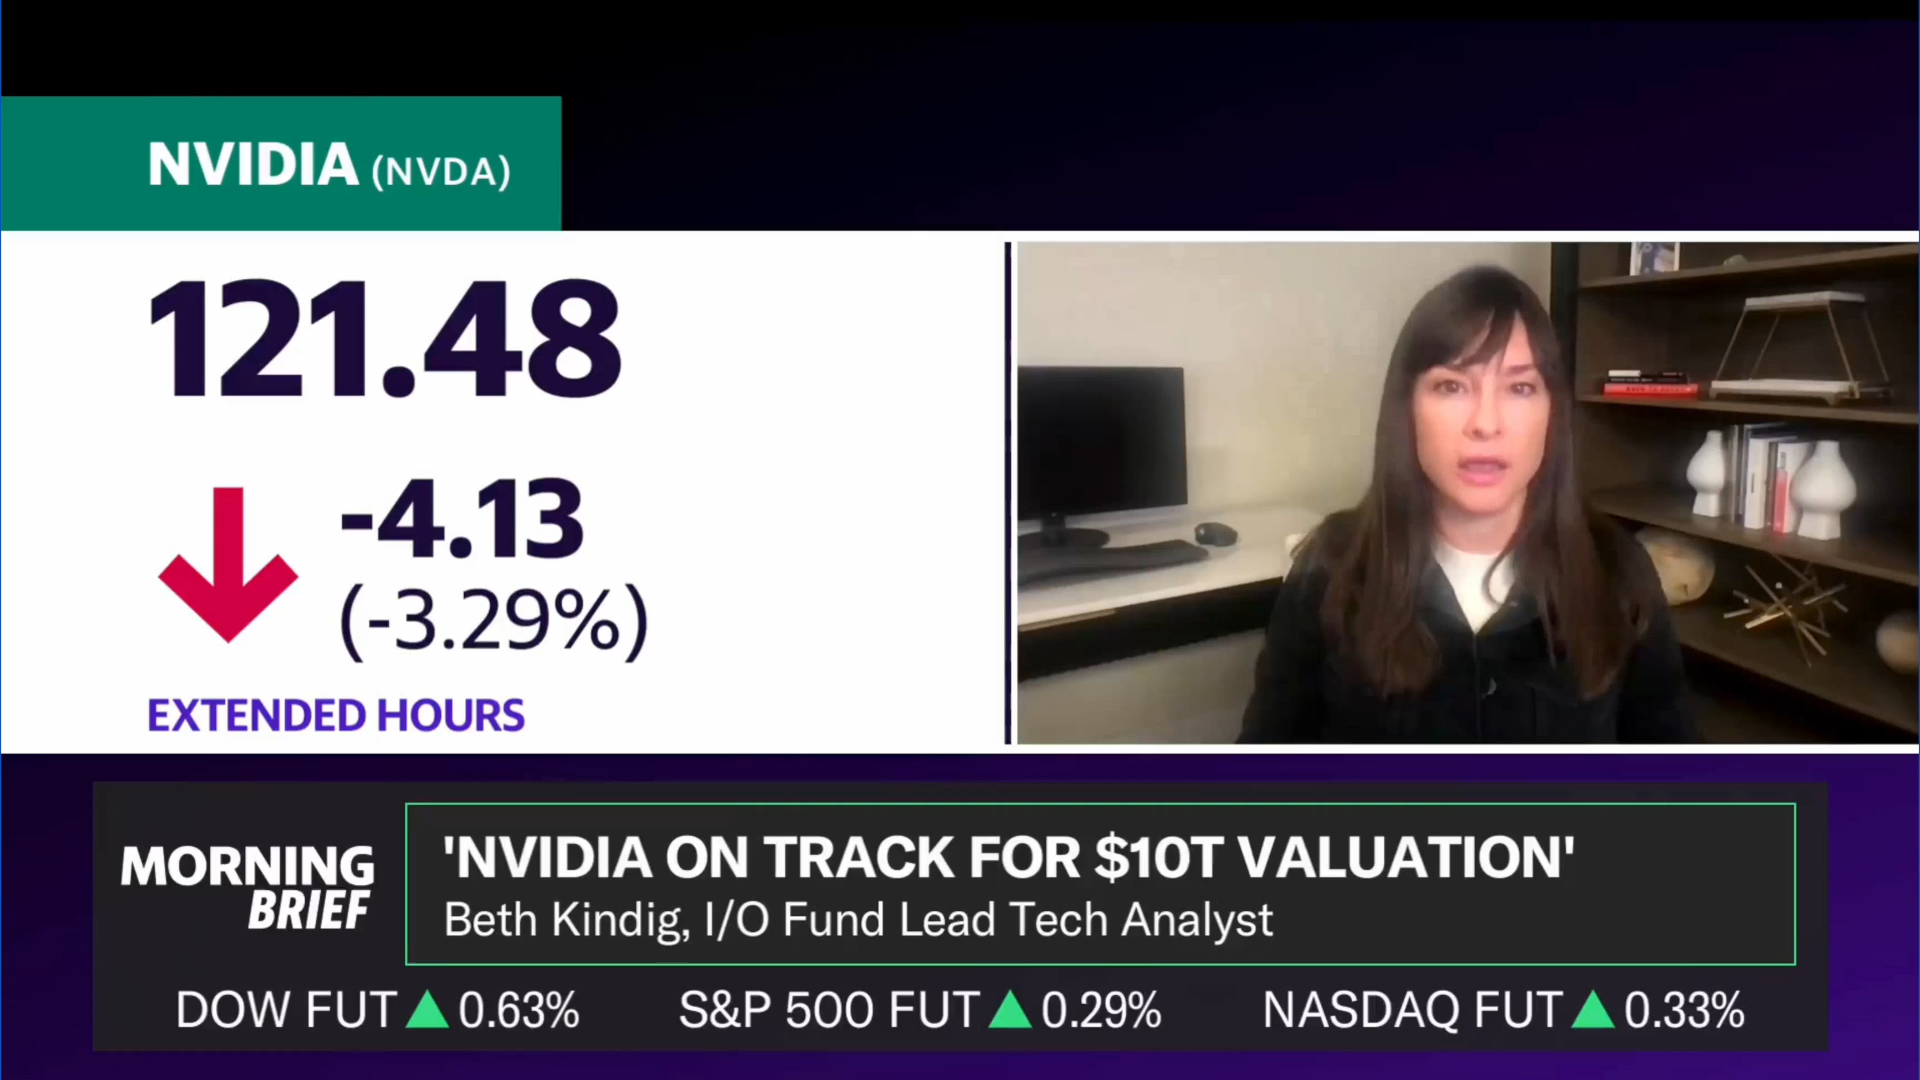 NVIDIA (NVDA)
121.48
-4.13
(-3.29%)
EXTENDED HOURS
MORNING
BRIEF
'NVIDIA ON TRACK FOR $10T VALUATION'
Beth Kindig, I/O Fund Lead Tech Analyst
DOW FUT ▲ 0.63% S&P 500 FUT ▲ 0.29% NASDAQ FUT ▲ 0.33%